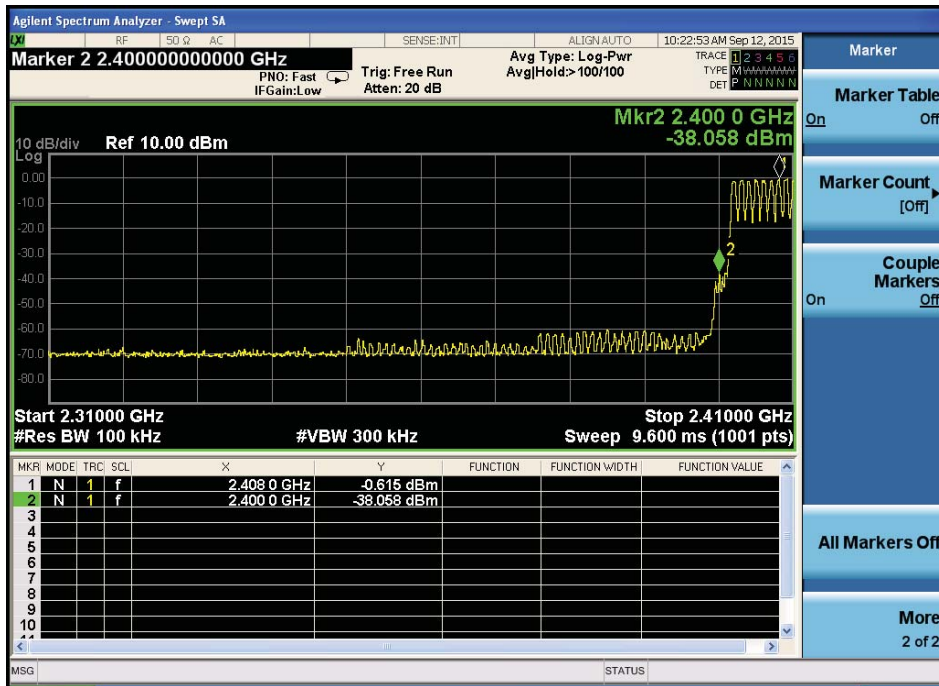 Agilent Spectrum Analyzer - Swept SA
LXI RF 50 Ω AC SENSE:INT ALIGN AUTO 10:22:53 AM Sep 12, 2015
Marker 2 2.400000000000 GHz
PNO: Fast
IFGain:Low
Trig: Free Run
Atten: 20 dB
Avg Type: Log-Pwr
Avg|Hold:>100/100
TRACE 1 2 3 4 5 6
TYPE M
DET P N N N N N
Mkr2 2.400 0 GHz
-38.058 dBm
10 dB/div Ref 10.00 dBm
Log
0.00
-10.0
-20.0
-30.0
-40.0
-50.0
-60.0
-70.0
-80.0
2
Start 2.31000 GHz Stop 2.41000 GHz
#Res BW 100 kHz #VBW 300 kHz Sweep 9.600 ms (1001 pts)
MKR MODE TRC SCL X Y FUNCTION FUNCTION WIDTH FUNCTION VALUE
1 N 1 f 2.408 0 GHz -0.615 dBm
2 N 1 f 2.400 0 GHz -38.058 dBm
3
4
5
6
7
8
9
10
MSG STATUS
Marker
Marker Table
On Off
Marker Count
[Off]
Couple
Markers
On Off
All Markers Off
More
2 of 2